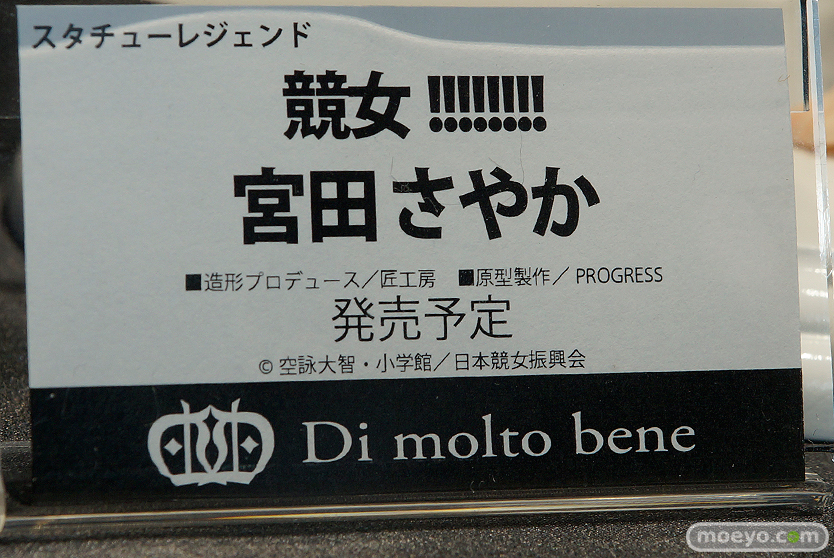 スタチューレジェンド
競女!!!!!!!!
宮田さやか
■造形プロデュース/匠工房 ■原型製作/ PROGRESS
発売予定
© 空詠大智・小学館/日本競女振興会
Di molto bene
moeyo.com